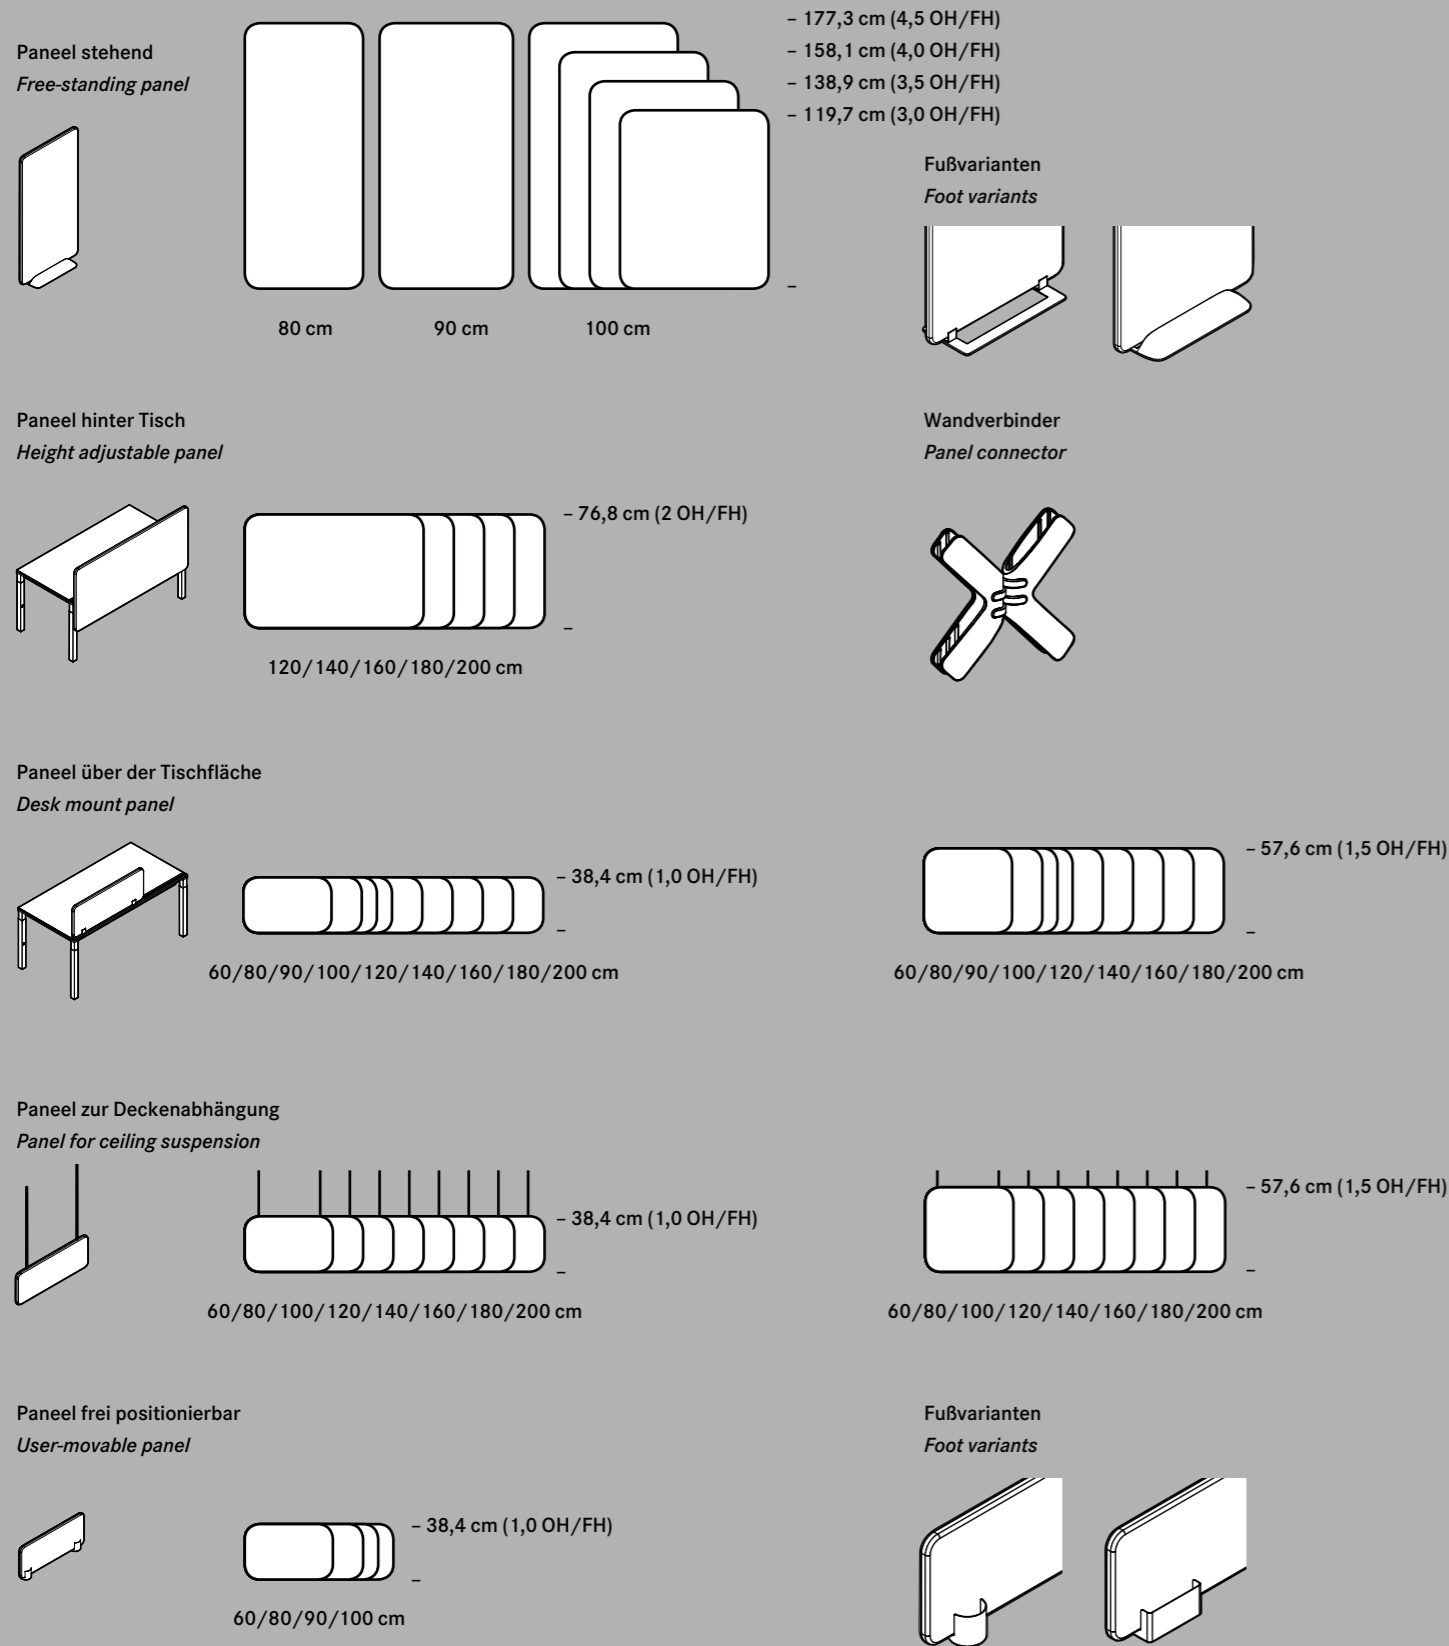 Paneel stehend
Free-standing panel
– 177,3 cm (4,5 OH/FH)
– 158,1 cm (4,0 OH/FH)
– 138,9 cm (3,5 OH/FH)
– 119,7 cm (3,0 OH/FH)
–
80 cm
90 cm
100 cm
Fußvarianten
Foot variants
Paneel hinter Tisch
Height adjustable panel
– 76,8 cm (2 OH/FH)
–
120/140/160/180/200 cm
Wandverbinder
Panel connector
Paneel über der Tischfläche
Desk mount panel
– 38,4 cm (1,0 OH/FH)
–
60/80/90/100/120/140/160/180/200 cm
– 57,6 cm (1,5 OH/FH)
–
60/80/90/100/120/140/160/180/200 cm
Paneel zur Deckenabhängung
Panel for ceiling suspension
– 38,4 cm (1,0 OH/FH)
–
60/80/100/120/140/160/180/200 cm
– 57,6 cm (1,5 OH/FH)
–
60/80/100/120/140/160/180/200 cm
Paneel frei positionierbar
User-movable panel
– 38,4 cm (1,0 OH/FH)
–
60/80/90/100 cm
Fußvarianten
Foot variants